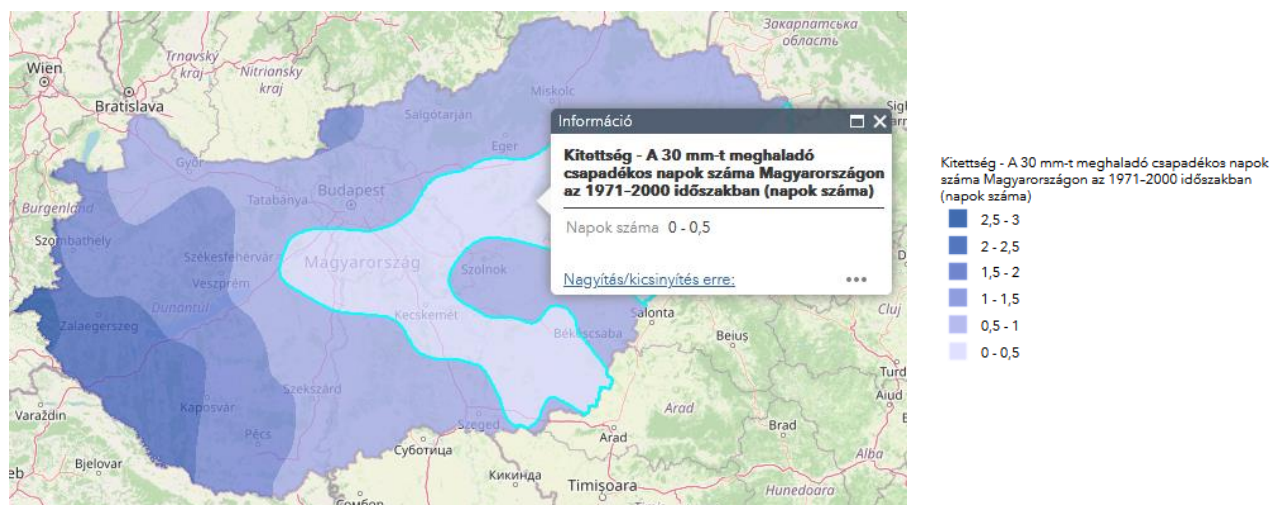 Закарпатська
область
Trnavský
kraj
Nitriansky
kraj
Wien
Bratislava
Miskolc
Salgótarján
Eger
Győr
Budapest
Tatabánya
Burgenland
Szombathely
Székesfehérvár
Veszprém
Magyarország
Szolnok
Dunántúl
Zalaegerszeg
Kecskemét
Békéscsaba
Salonta
Cluj
Beiuș
Szekszárd
Kaposvár
Pécs
Szeged
Varaždin
Суботица
Arad
Arad
Brad
Turd
Aiud
Alba
Bjelovar
Кикинда
Timișoara
Hunedoara
Сомбор
Információ
Kitettség - A 30 mm-t meghaladó
csapadékos napok száma Magyarországon
az 1971-2000 időszakban (napok száma)
Napok száma 0 - 0,5
Nagyítás/kicsinyítés erre:
Kitettség - A 30 mm-t meghaladó csapadékos napok
száma Magyarországon az 1971-2000 időszakban
(napok száma)
2,5 - 3
2 - 2,5
1,5 - 2
1 - 1,5
0,5 - 1
0 - 0,5